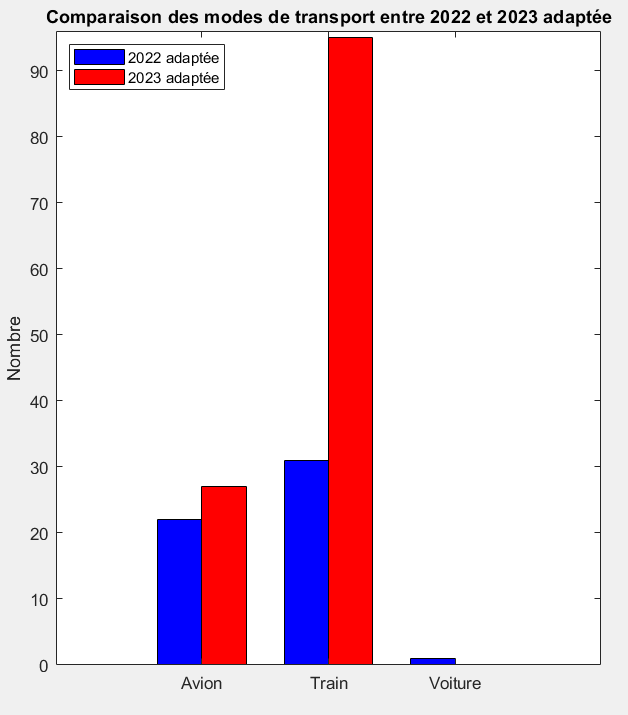 Comparaison des modes de transport entre 2022 et 2023 adaptée
2022 adaptée
2023 adaptée
90
80
70
60
50
40
30
20
10
0
Nombre
Avion
Train
Voiture